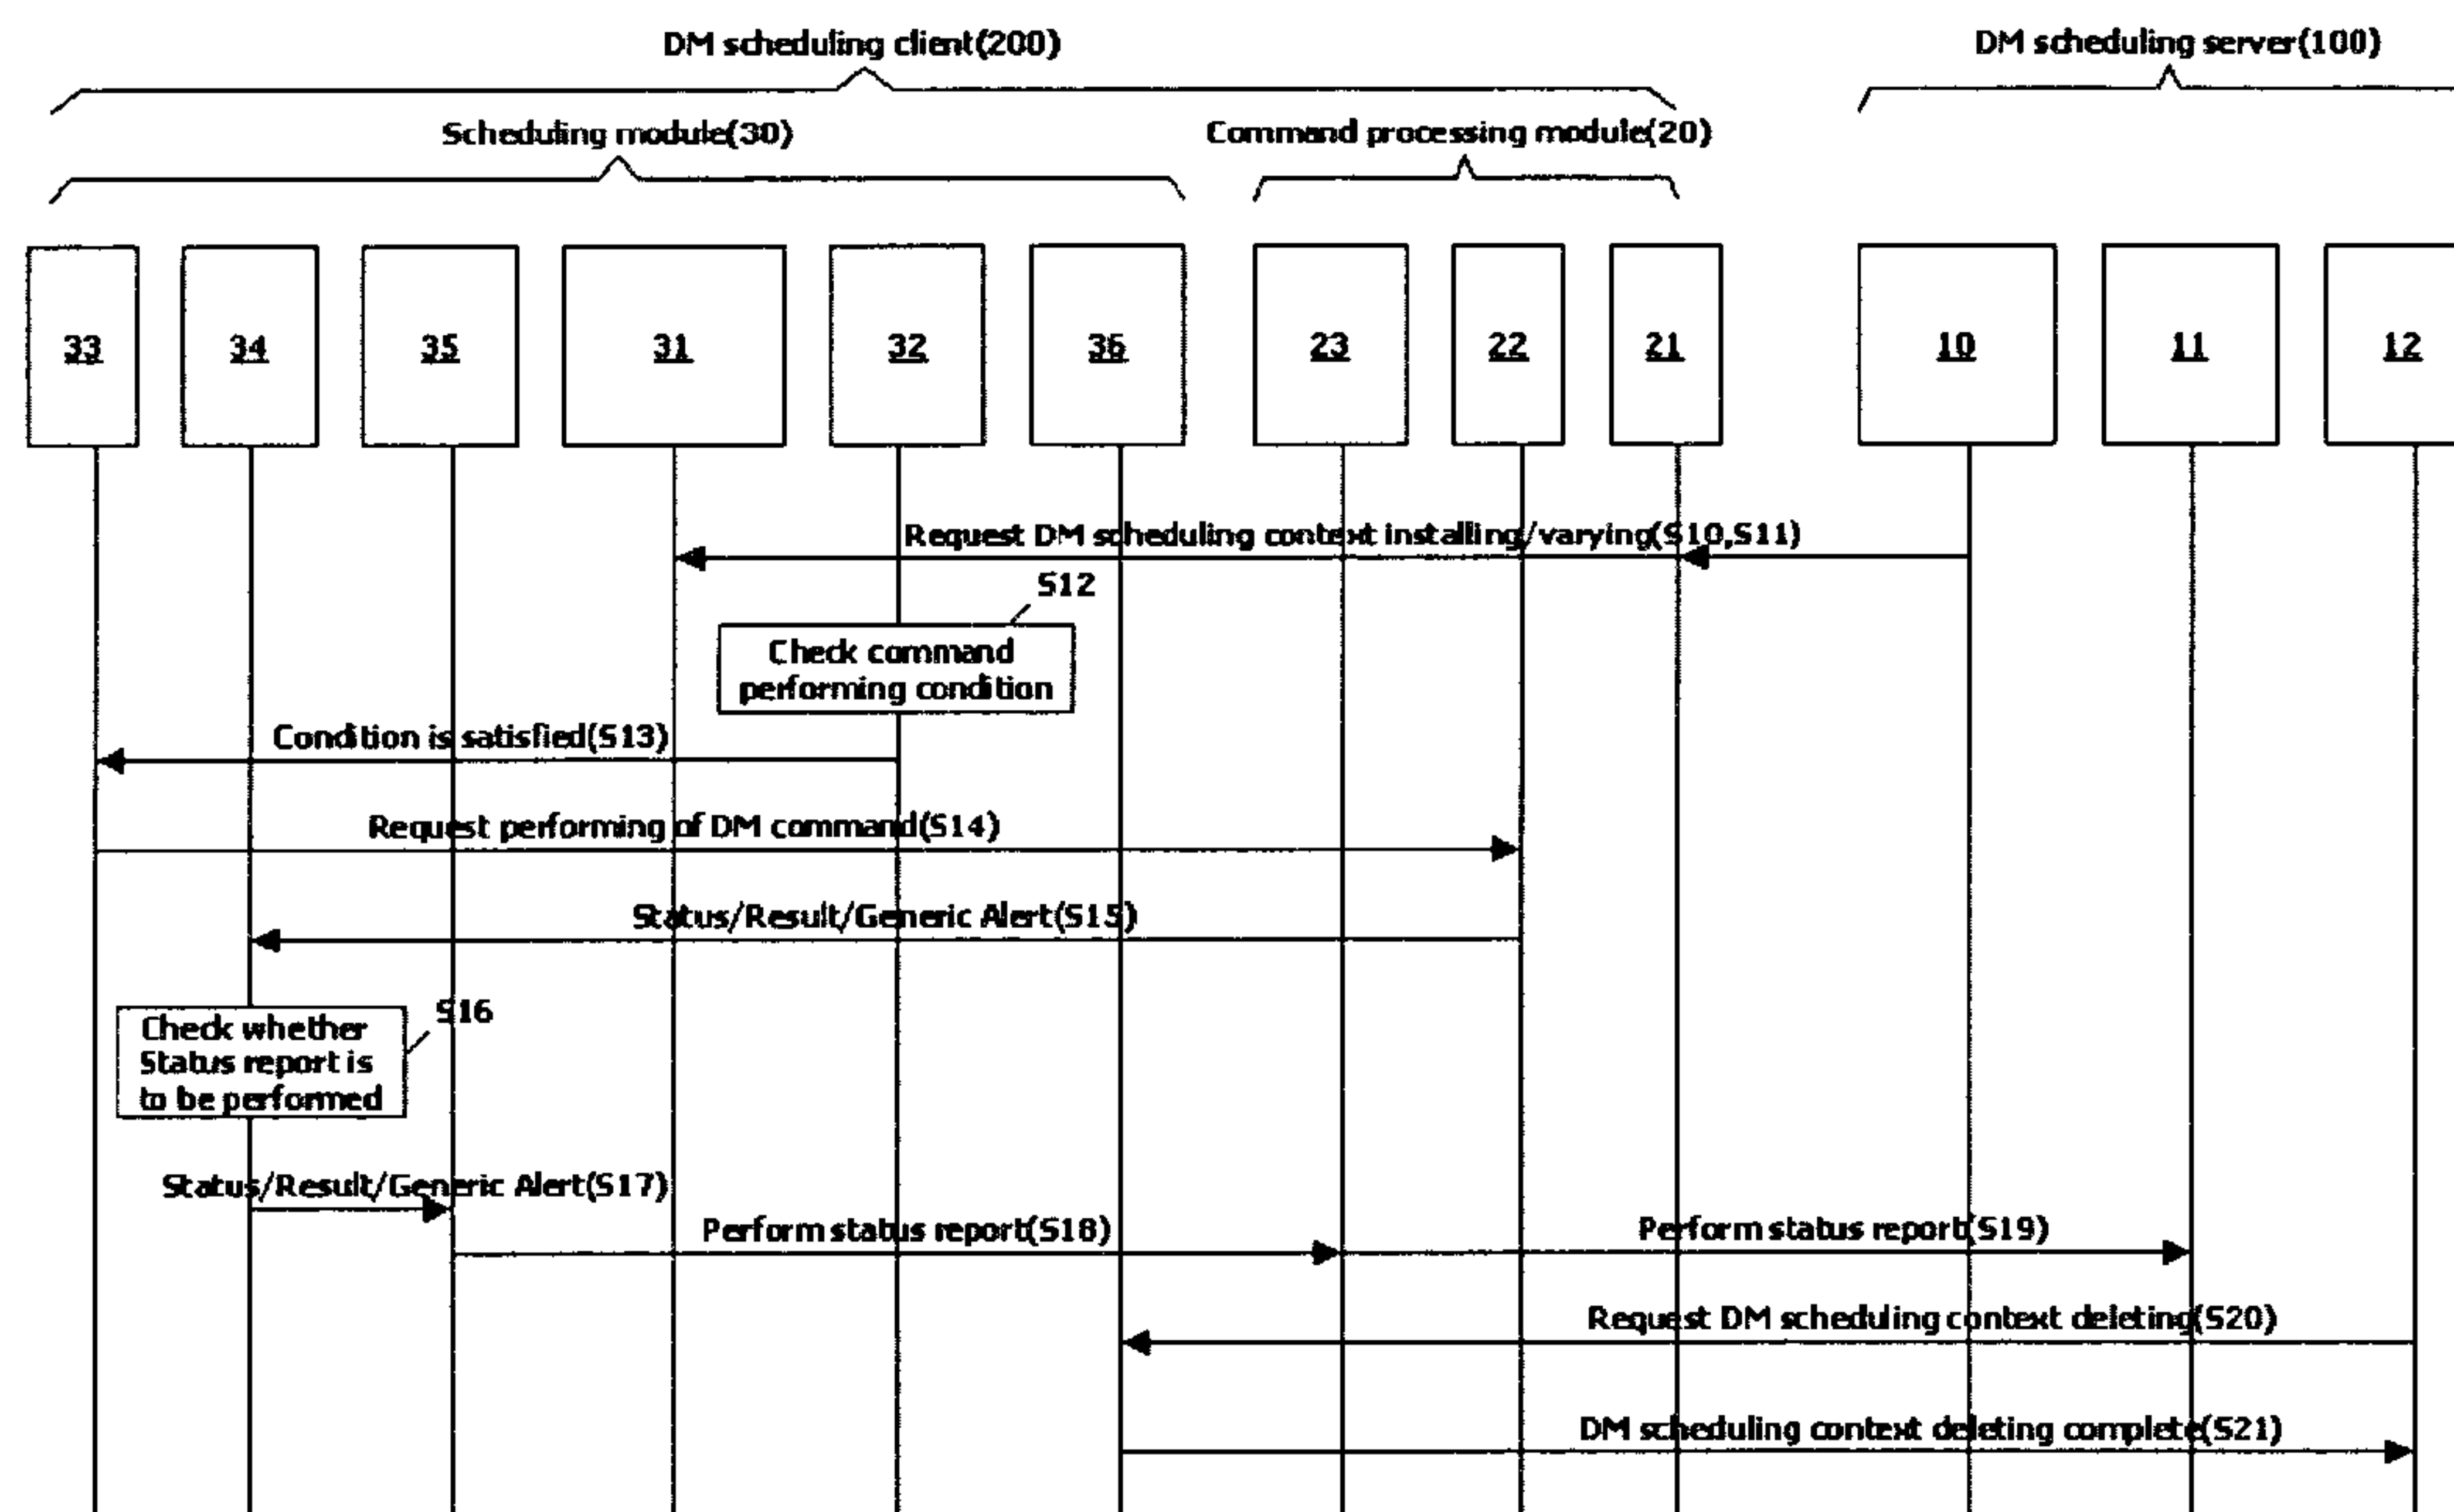 DM scheduling client(200)
DM scheduling server(100)
Scheduling module(30)
Command processing module(20)
33
34
35
31
32
36
23
22
21
10
11
12
Request DM scheduling context installing/varying(S10,S11)
S12
Check command
performing condition
Condition is satisfied(S13)
Request performing of DM command(S14)
Status/Result/Generic Alert(S15)
S16
Check whether
Status report is
to be performed
Status/Result/Generic Alert(S17)
Perform status report(S18)
Perform status report(S19)
Request DM scheduling context deleting(S20)
DM scheduling context deleting complete(S21)